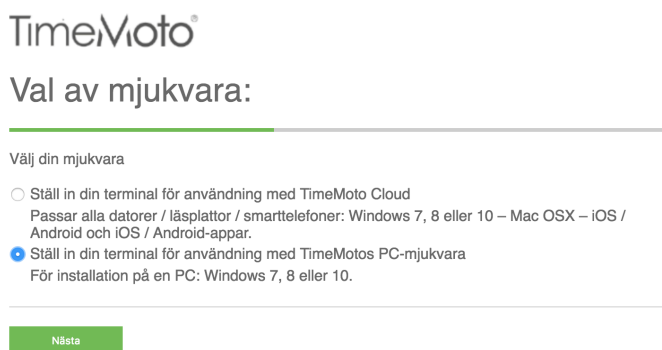 TimeMoto®
Val av mjukvara:
Välj din mjukvara
Ställ in din terminal för användning med TimeMoto Cloud
Passar alla datorer / läsplattor / smarttelefoner: Windows 7, 8 eller 10 – Mac OSX – iOS /
Android och iOS / Android-appar.
Ställ in din terminal för användning med TimeMotos PC-mjukvara
För installation på en PC: Windows 7, 8 eller 10.
Nästa